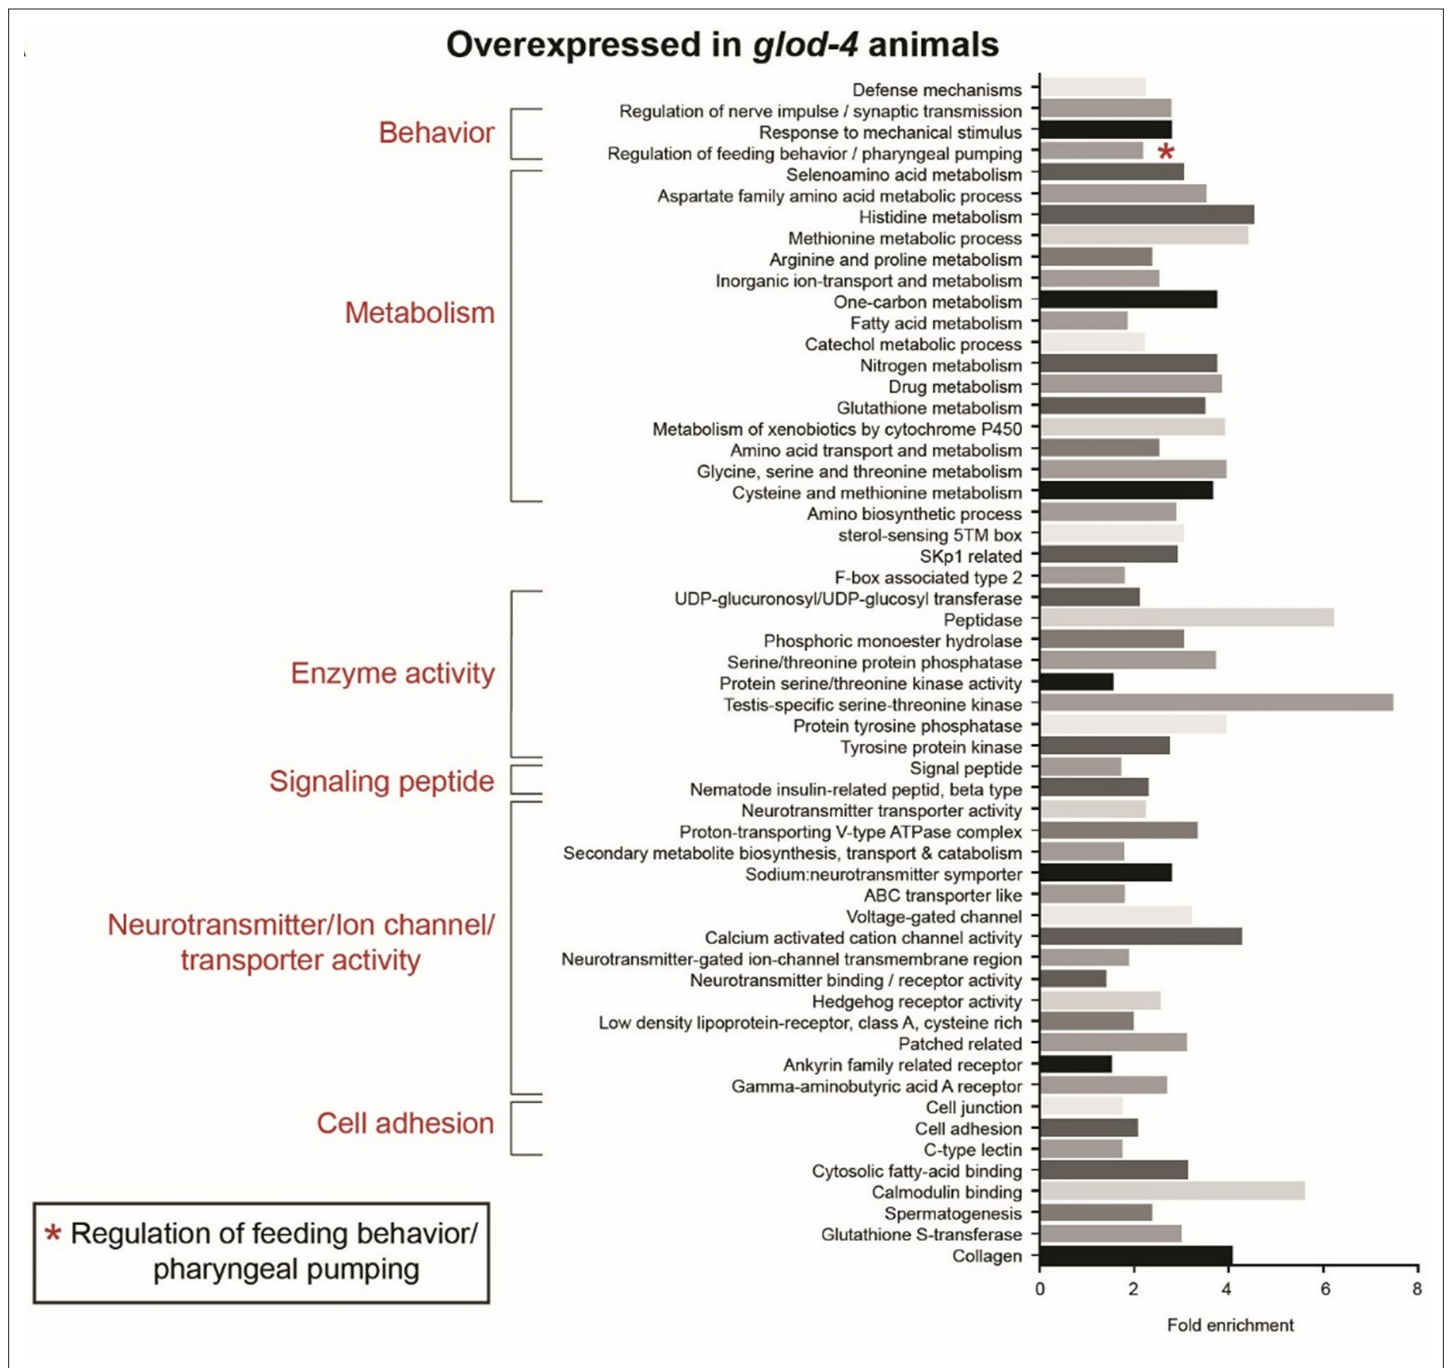 Overexpressed in glod-4 animals
Behavior
Metabolism
Enzyme activity
Signaling peptide
Neurotransmitter/Ion channel/
transporter activity
Cell adhesion
Defense mechanisms
Regulation of nerve impulse / synaptic transmission
Response to mechanical stimulus
Regulation of feeding behavior / pharyngeal pumping *
Selenoamino acid metabolism
Aspartate family amino acid metabolic process
Histidine metabolism
Methionine metabolic process
Arginine and proline metabolism
Inorganic ion-transport and metabolism
One-carbon metabolism
Fatty acid metabolism
Catechol metabolic process
Nitrogen metabolism
Drug metabolism
Glutathione metabolism
Metabolism of xenobiotics by cytochrome P450
Amino acid transport and metabolism
Glycine, serine and threonine metabolism
Cysteine and methionine metabolism
Amino biosynthetic process
sterol-sensing 5TM box
SKp1 related
F-box associated type 2
UDP-glucuronosyl/UDP-glucosyl transferase
Peptidase
Phosphoric monoester hydrolase
Serine/threonine protein phosphatase
Protein serine/threonine kinase activity
Testis-specific serine-threonine kinase
Protein tyrosine phosphatase
Tyrosine protein kinase
Signal peptide
Nematode insulin-related peptid, beta type
Neurotransmitter transporter activity
Proton-transporting V-type ATPase complex
Secondary metabolite biosynthesis, transport & catabolism
Sodium:neurotransmitter symporter
ABC transporter like
Voltage-gated channel
Calcium activated cation channel activity
Neurotransmitter-gated ion-channel transmembrane region
Neurotransmitter binding / receptor activity
Hedgehog receptor activity
Low density lipoprotein-receptor, class A, cysteine rich
Patched related
Ankyrin family related receptor
Gamma-aminobutyric acid A receptor
Cell junction
Cell adhesion
C-type lectin
Cytosolic fatty-acid binding
Calmodulin binding
Spermatogenesis
Glutathione S-transferase
Collagen
0 2 4 6 8
Fold enrichment
* Regulation of feeding behavior/
pharyngeal pumping